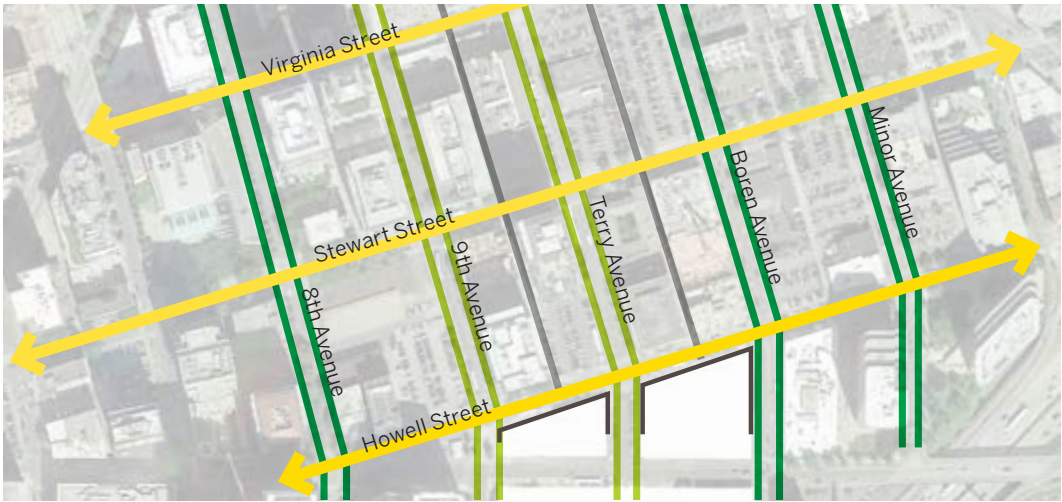 Virginia Street
Minor Avenue
Boren Avenue
Terry Avenue
Stewart Street
9th Avenue
8th Avenue
Howell Street